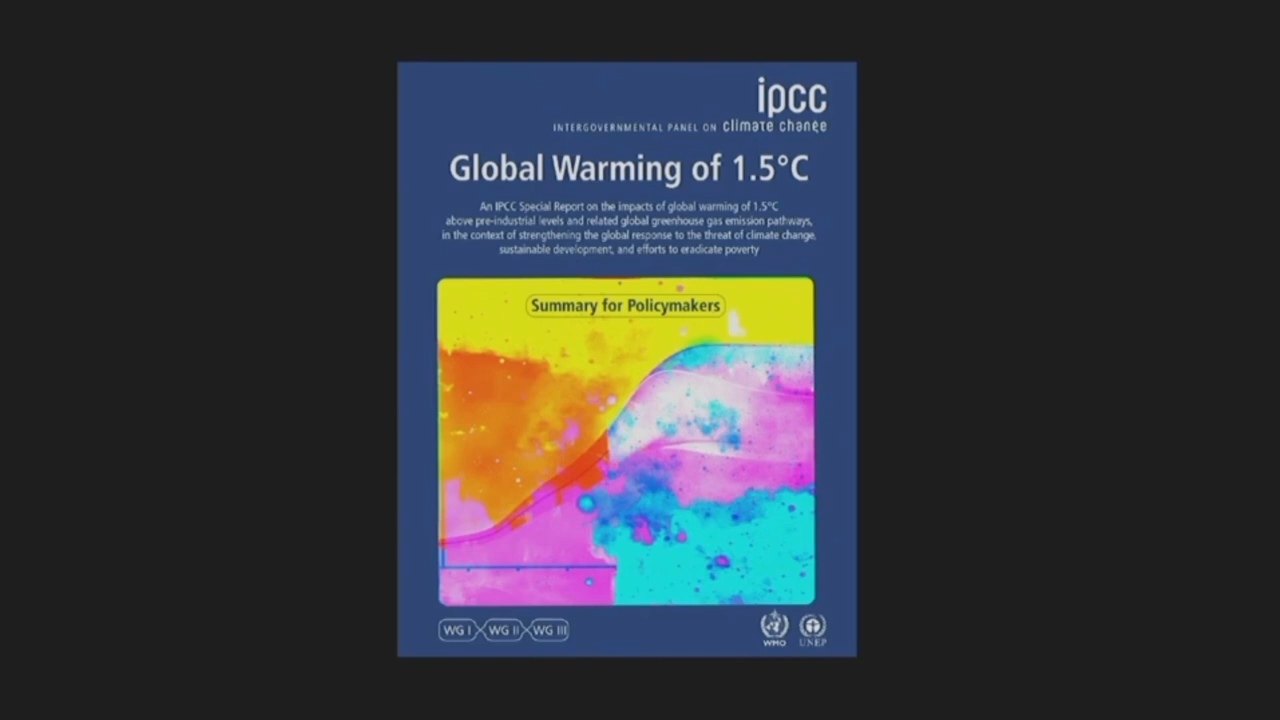 ipcc
INTERGOVERNMENTAL PANEL ON climate change
Global Warming of 1.5°C
An IPCC Special Report on the impacts of global warming of 1.5°C
above pre-industrial levels and related global greenhouse gas emission pathways,
in the context of strengthening the global response to the threat of climate change,
sustainable development, and efforts to eradicate poverty
Summary for Policymakers
WG I WG II WG III
WMO UNEP